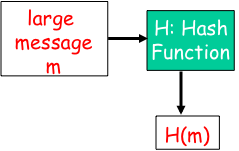 large
message
m
H: Hash
Function
H(m)